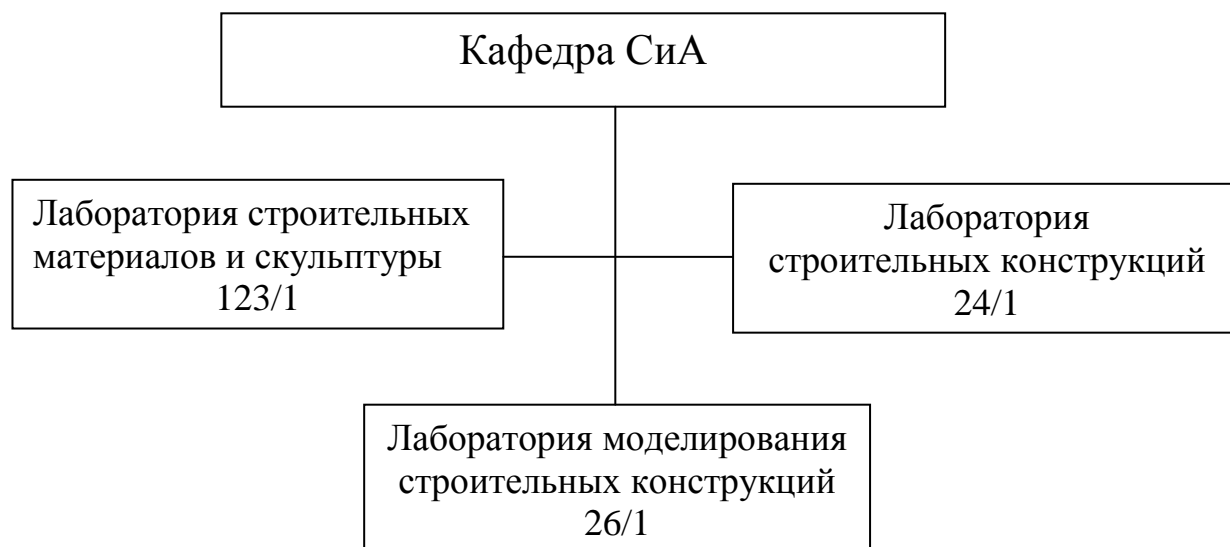 Кафедра СиА
Лаборатория строительных
материалов и скульптуры
123/1
Лаборатория
строительных конструкций
24/1
Лаборатория моделирования
строительных конструкций
26/1